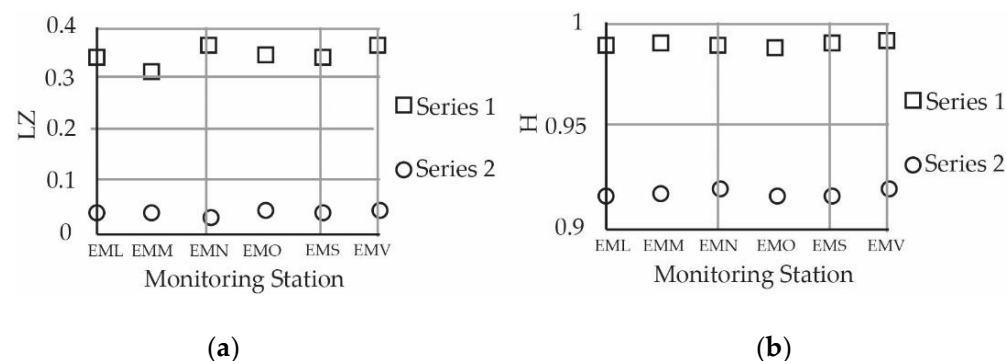 0.4
0.3
0.2
0.1
0
LZ
EML EMM EMN EMO EMS EMV
Monitoring Station
Series 1
Series 2
(a)
1
0.95
0.9
H
EML EMM EMN EMO EMS EMV
Monitoring Station
Series 1
Series 2
(b)